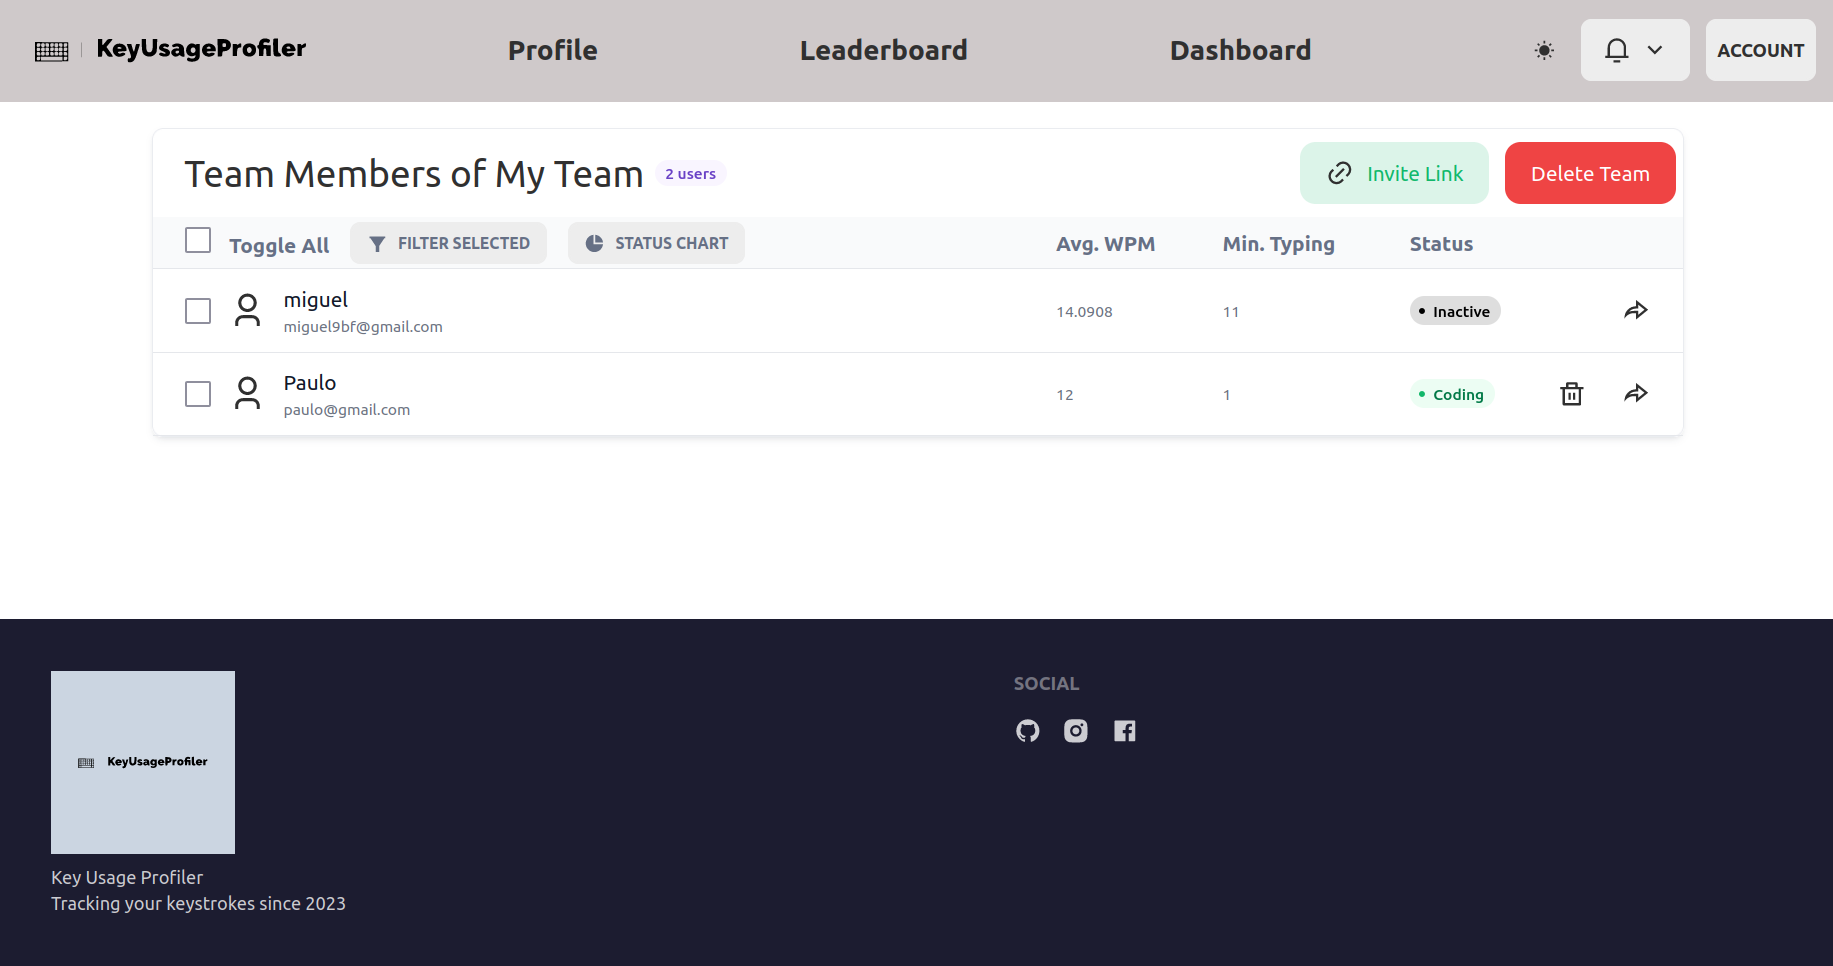 KeyUsageProfiler
Profile
Leaderboard
Dashboard
ACCOUNT
Team Members of My Team
2 users
Invite Link
Delete Team
Toggle All
FILTER SELECTED
STATUS CHART
Avg. WPM
Min. Typing
Status
miguel
miguel9bf@gmail.com
14.0908
11
Inactive
Paulo
paulo@gmail.com
12
1
Coding
KeyUsageProfiler
Key Usage Profiler
Tracking your keystrokes since 2023
SOCIAL